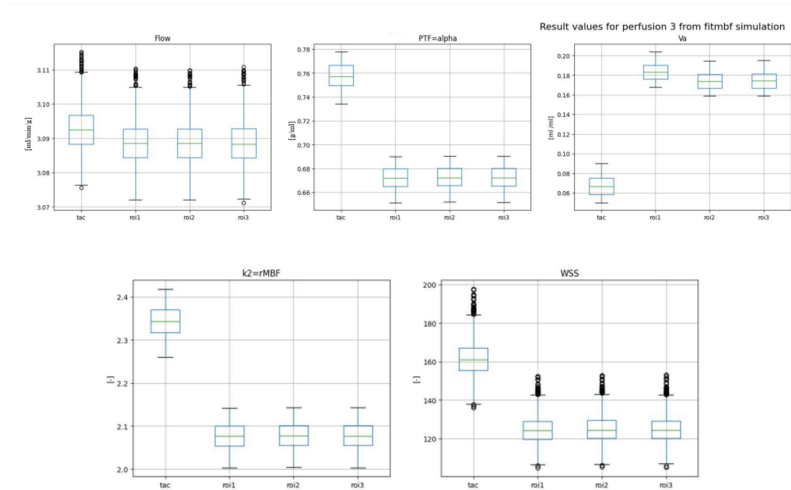 Result values for perfusion 3 from fitmbf simulation
Flow
[ml/min/g]
3.11
3.10
3.09
3.08
3.07
tac roi1 roi2 roi3
PTF=alpha
[g/ml]
0.78
0.76
0.74
0.72
0.70
0.68
0.66
tac roi1 roi2 roi3
Va
[ml /ml]
0.20
0.18
0.16
0.14
0.12
0.10
0.08
0.06
tac roi1 roi2 roi3
k2=rMBF
[-]
2.4
2.3
2.2
2.1
2.0
tac roi1 roi2 roi3
WSS
[-]
200
180
160
140
120
tac roi1 roi2 roi3